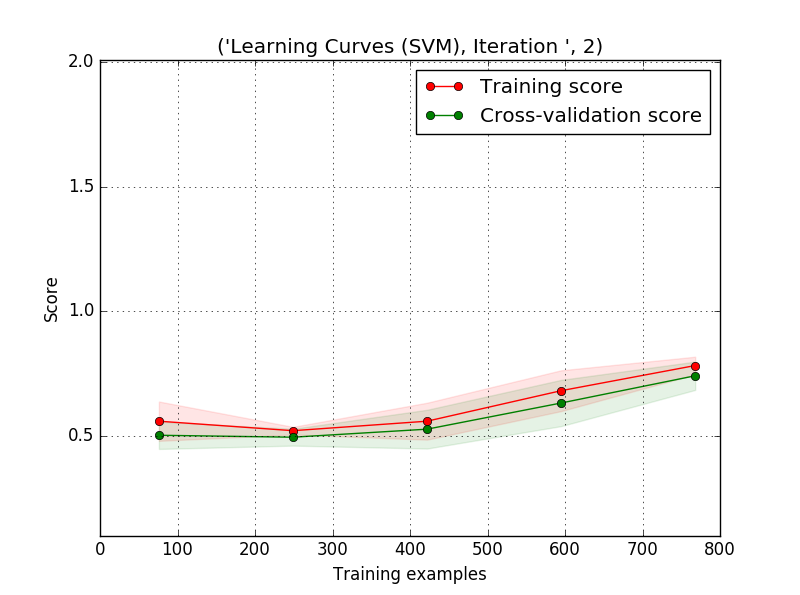 ('Learning Curves (SVM), Iteration ', 2)
Training score
Cross-validation score
2.0
1.5
1.0
0.5
Score
0 100 200 300 400 500 600 700 800
Training examples